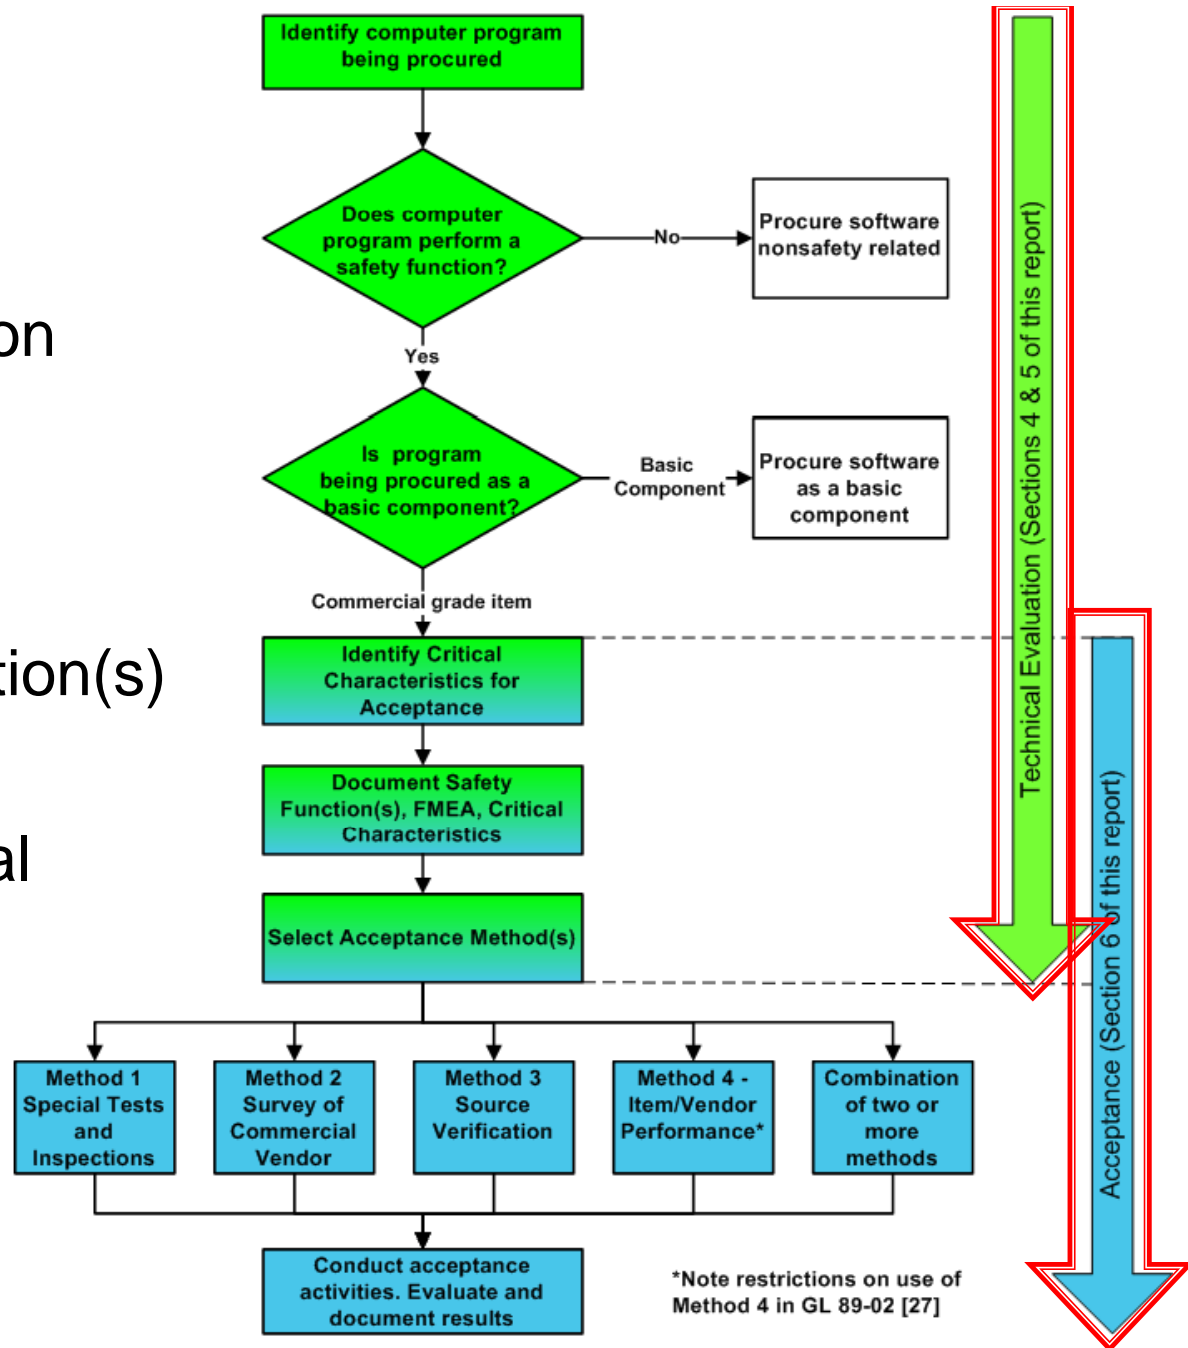 Identify computer program
being procured
Does computer
program perform a
safety function?
No
Procure software
nonsafety related
on
Yes
Is program
being procured as a
basic component?
Basic
Component
Procure software
as a basic
component
Commercial grade item
tion(s)
Identify Critical
Characteristics for
Acceptance
Document Safety
Function(s), FMEA, Critical
Characteristics
al
Select Acceptance Method(s)
Method 1
Special Tests
and
Inspections
Method 2
Survey of
Commercial
Vendor
Method 3
Source
Verification
Method 4 -
Item/Vendor
Performance*
Combination
of two or
more
methods
Conduct acceptance
activities. Evaluate and
document results
*Note restrictions on use of
Method 4 in GL 89-02 [27]
Technical Evaluation (Sections 4 & 5 of this report)
Acceptance (Section 6 of this report)